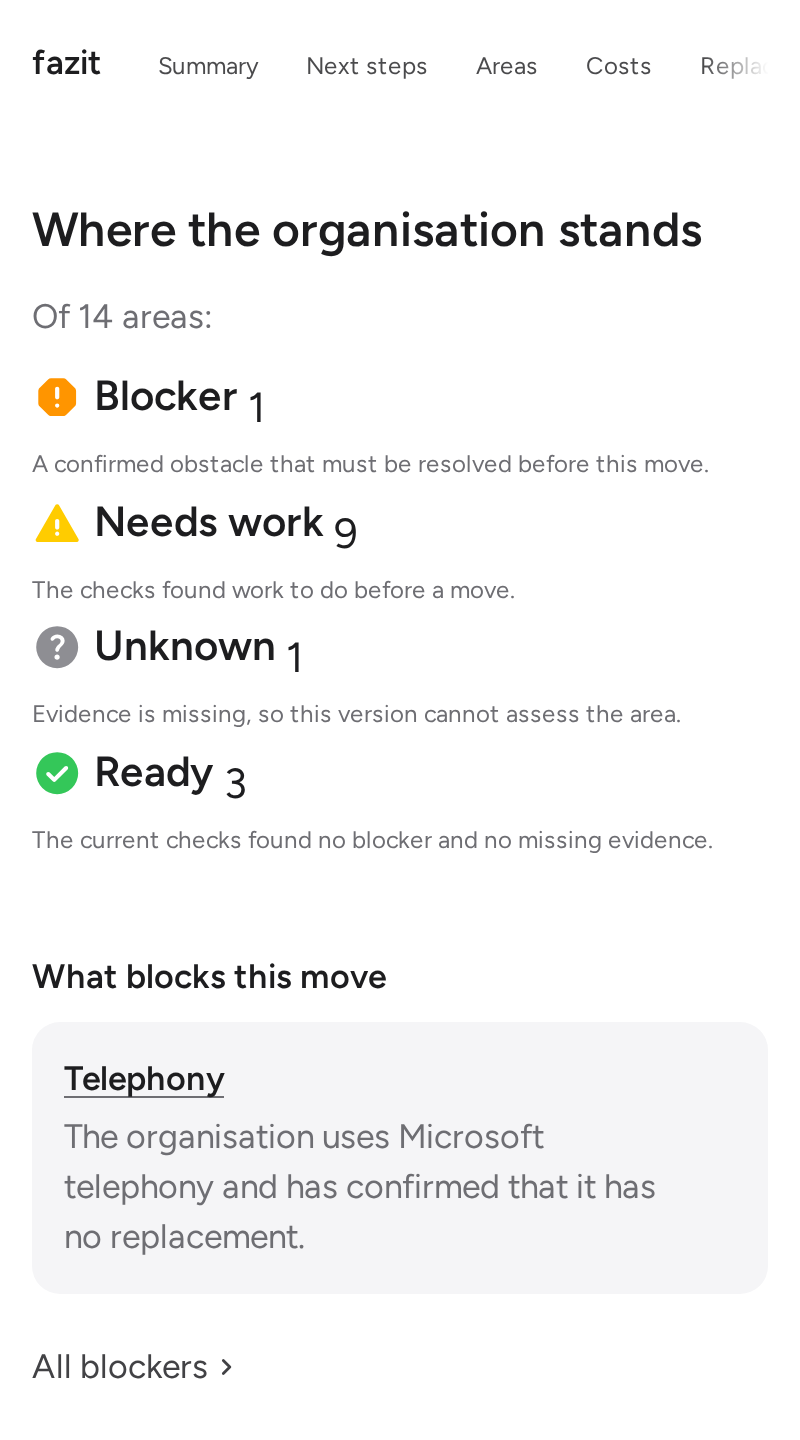 fazit Summary Next steps Areas Costs
Where the organisation stands
Of 14 areas:
Blocker 1
A confirmed obstacle that must be resolved before this move.
Needs work 9
The checks found work to do before a move.
Unknown 1
Evidence is missing, so this version cannot assess the area.
Ready 3
The current checks found no blocker and no missing evidence.
What blocks this move
Telephony
The organisation uses Microsoft
telephony and has confirmed that it has
no replacement.
All blockers